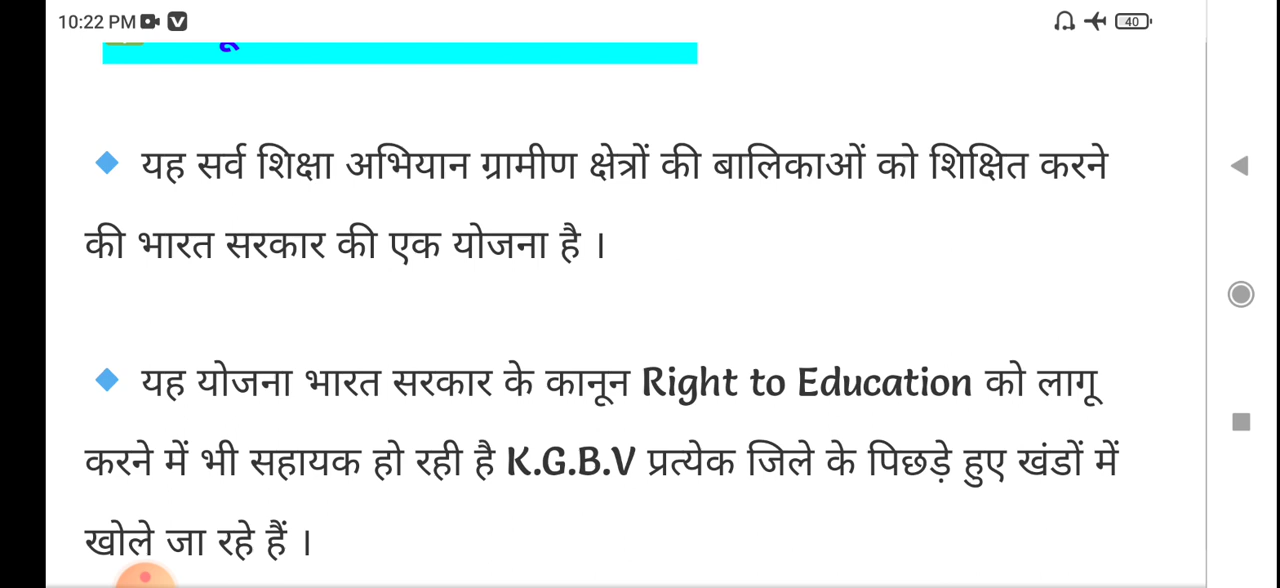 10:22 PM
40
यह सर्व शिक्षा अभियान ग्रामीण क्षेत्रों की बालिकाओं को शिक्षित करने
की भारत सरकार की एक योजना है ।
यह योजना भारत सरकार के कानून Right to Education को लागू
करने में भी सहायक हो रही है K.G.B.V प्रत्येक जिले के पिछड़े हुए खंडों में
खोले जा रहे हैं ।